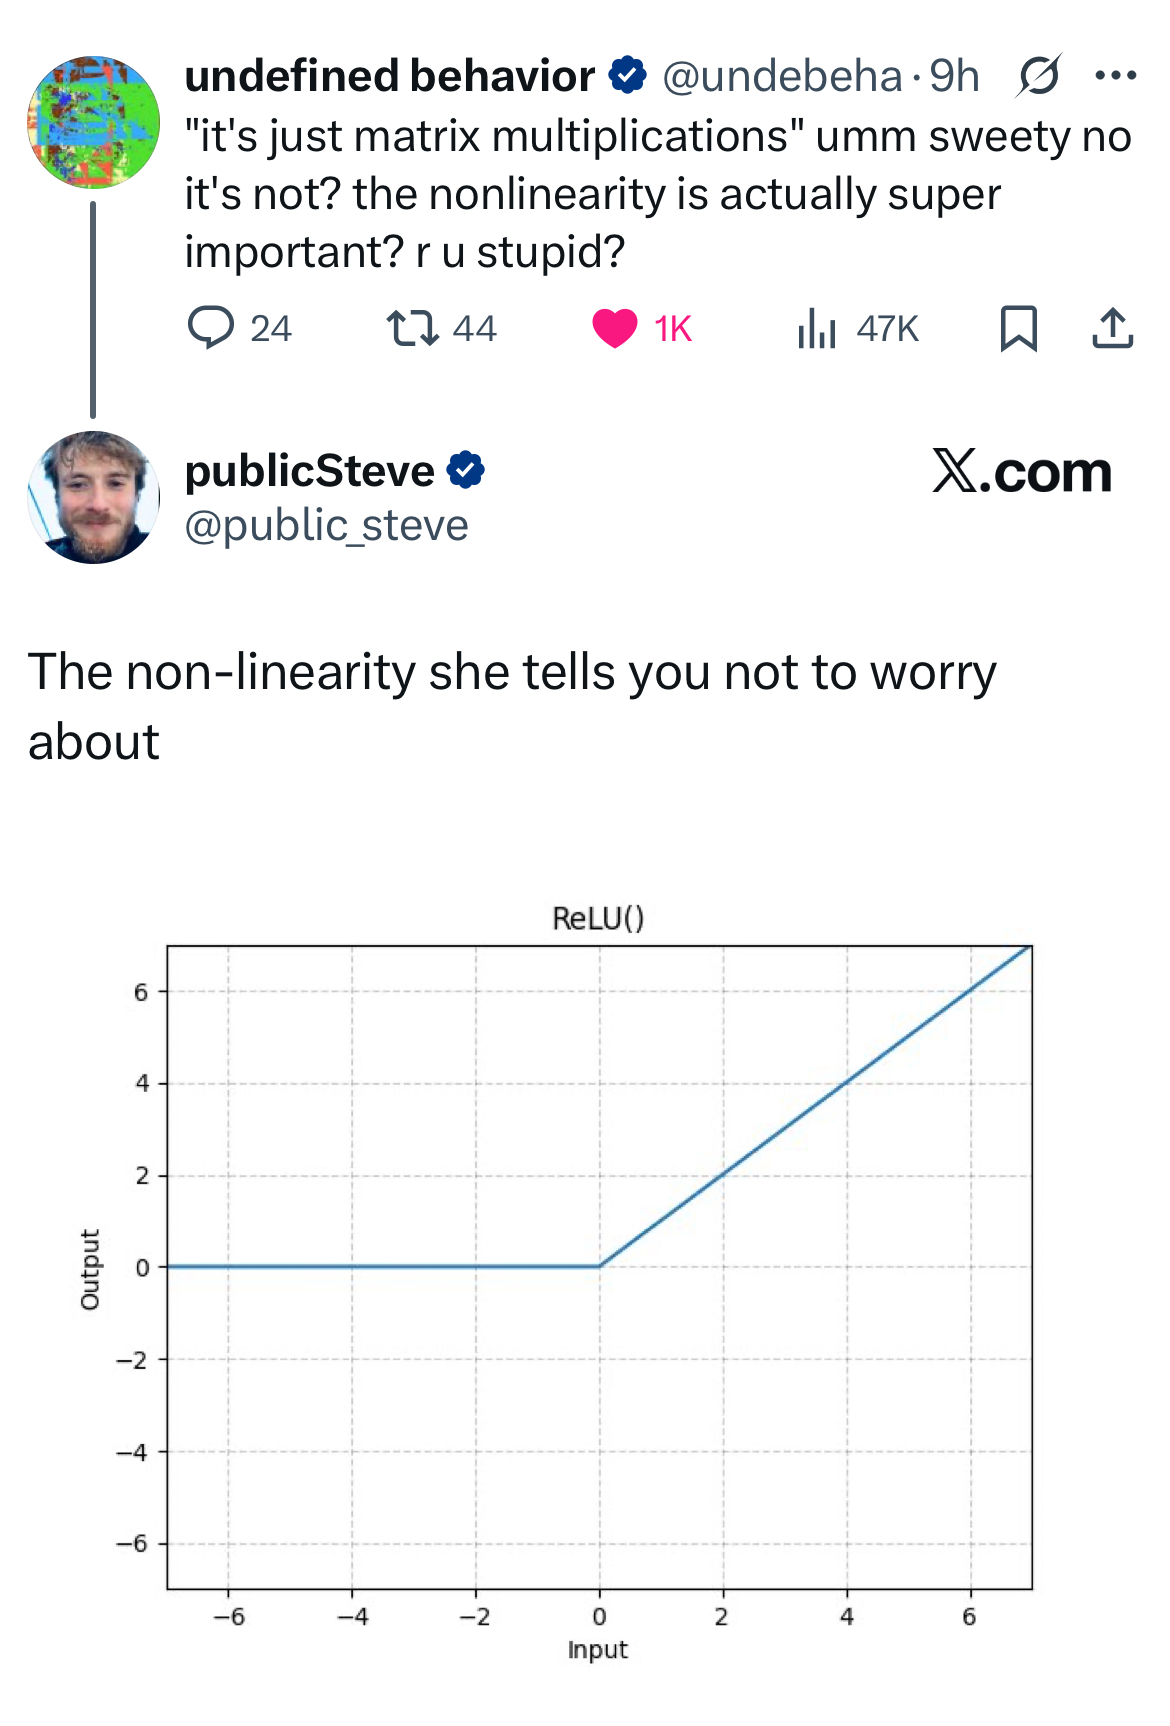 undefined behavior @undebeha · 9h
"it's just matrix multiplications" umm sweety no
it's not? the nonlinearity is actually super
important? r u stupid?
24 44 1K 47K
publicSteve
@public_steve
X.com
The non-linearity she tells you not to worry
about
ReLU()
6
4
2
0
−2
−4
−6
Output
−6 −4 −2 0 2 4 6
Input